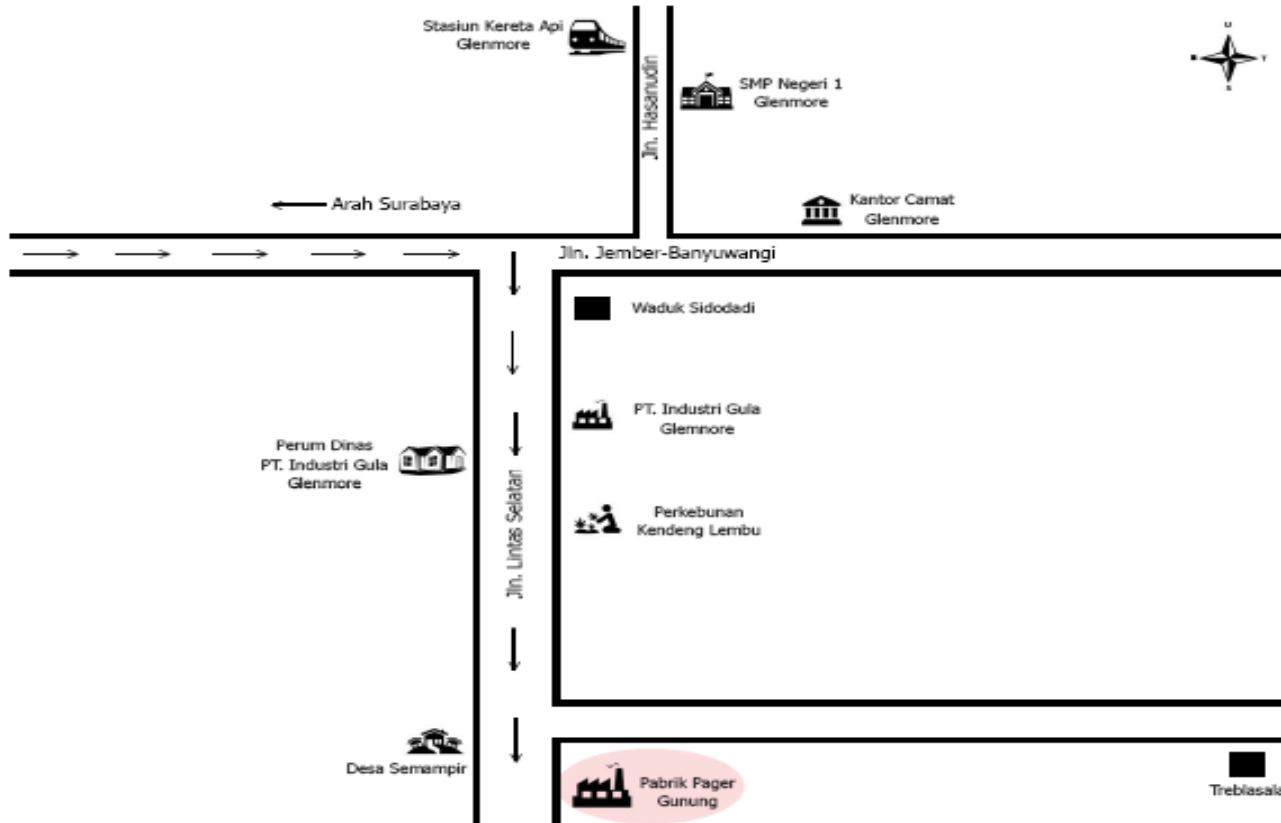 Stasiun Kereta Api
Glenmore
Jln. Hasanudin
SMP Negeri 1
Glenmore
U
B
T
S
Kantor Camat
Glenmore
Arah Surabaya
Jln. Jember-Banyuwangi
Waduk Sidodadi
PT. Industri Gula
Glemnore
Perum Dinas
PT. Industri Gula
Glenmore
Perkebunan
Kendeng Lembu
Jln. Lintas Selatan
Desa Semampir
Pabrik Pager
Gunung
Treblasala